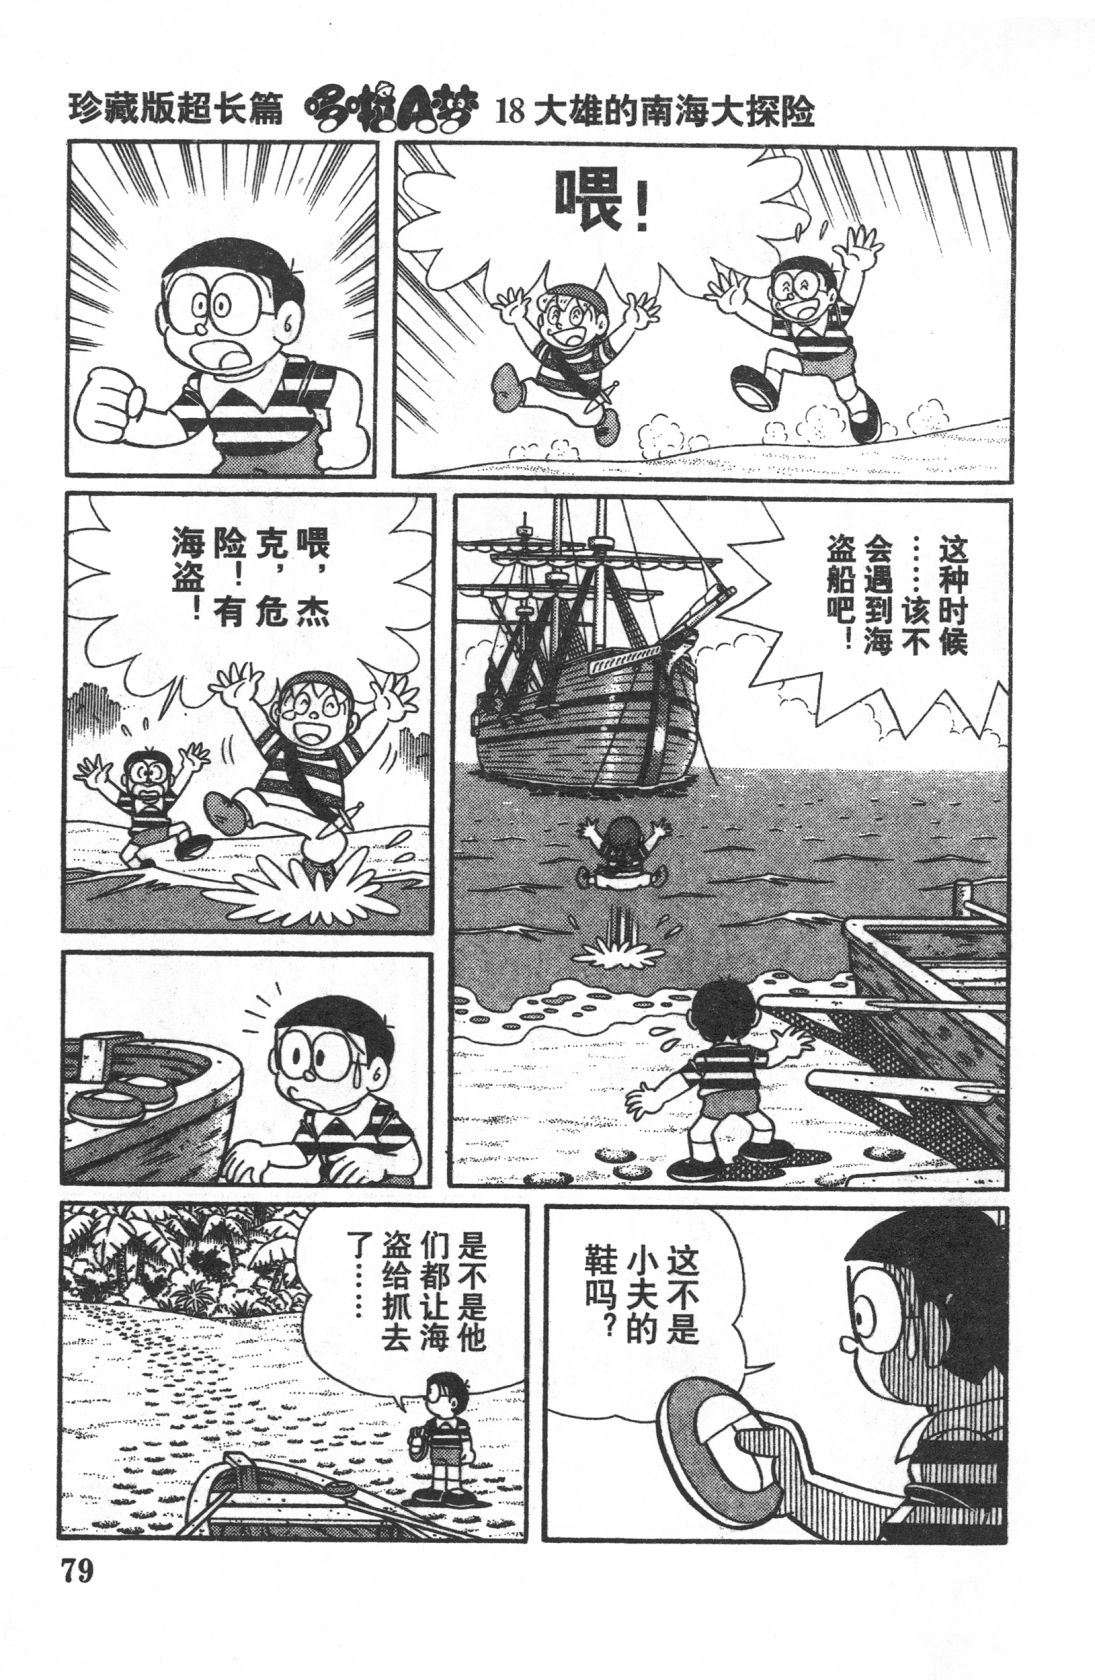 珍藏版超长篇 哆啦A梦 18 大雄的南海大探险
喂！
这种时候
……该不
会遇到海
盗船吧！
喂，杰
克，危
险！有
海盗！
这不是
小夫的
鞋吗？
是不是他
们都让海
盗给抓去
了……
79